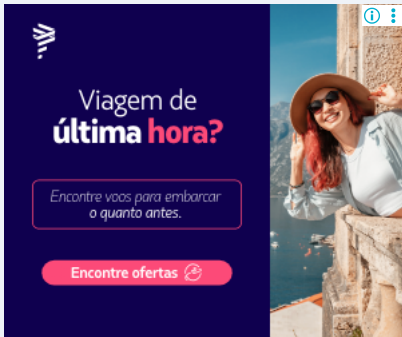 Viagem de
última hora?
Encontre voos para embarcar
o quanto antes.
Encontre ofertas